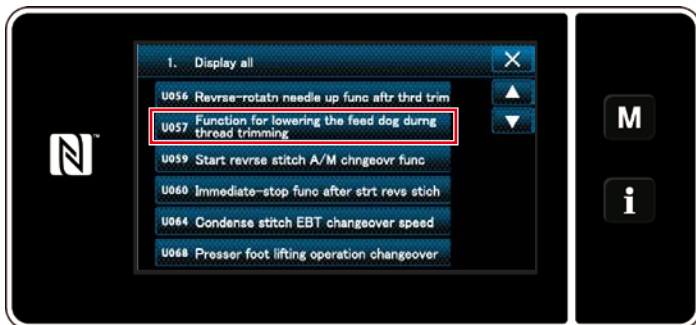 1. Display all
U056 Revrse-rotatn needle up func aftr thrd trim
U057 Function for lowering the feed dog durng
thread trimming
U059 Start revrse stitch A/M chngeovr func
U060 Immediate-stop func after strt revs stich
U064 Condense stitch EBT changeover speed
U068 Presser foot lifting operation changeover
M
i